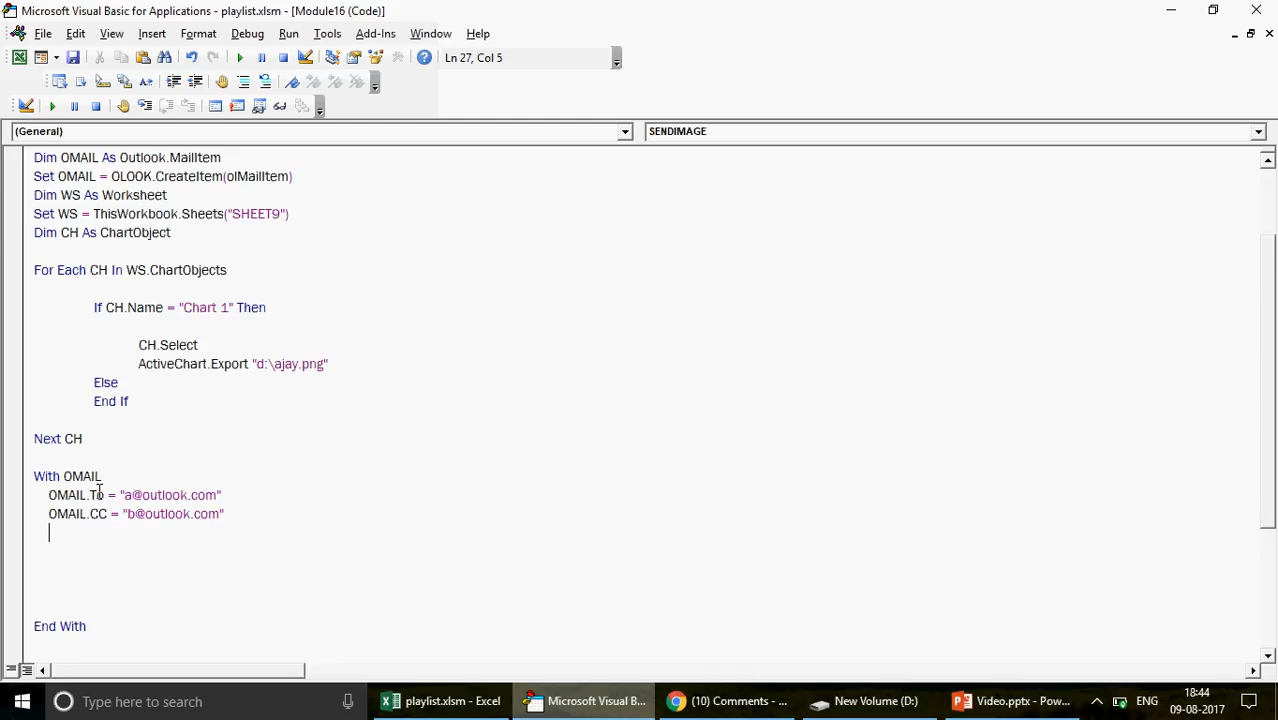 Microsoft Visual Basic for Applications - playlist.xlsm - [Module16 (Code)]
File Edit View Insert Format Debug Run Tools Add-Ins Window Help
Ln 27, Col 5
(General) SENDIMAGE
Dim OMAIL As Outlook.MailItem
Set OMAIL = OLOOK.CreateItem(olMailItem)
Dim WS As Worksheet
Set WS = ThisWorkbook.Sheets("SHEET9")
Dim CH As ChartObject
For Each CH In WS.ChartObjects
If CH.Name = "Chart 1" Then
CH.Select
ActiveChart.Export "d:\ajay.png"
Else
End If
Next CH
With OMAIL
OMAIL.To = "a@outlook.com"
OMAIL.CC = "b@outlook.com"
End With
Type here to search
playlist.xlsm - Excel
Microsoft Visual B...
(10) Comments - ...
New Volume (D:)
Video.pptx - Pow...
ENG
18:44
09-08-2017